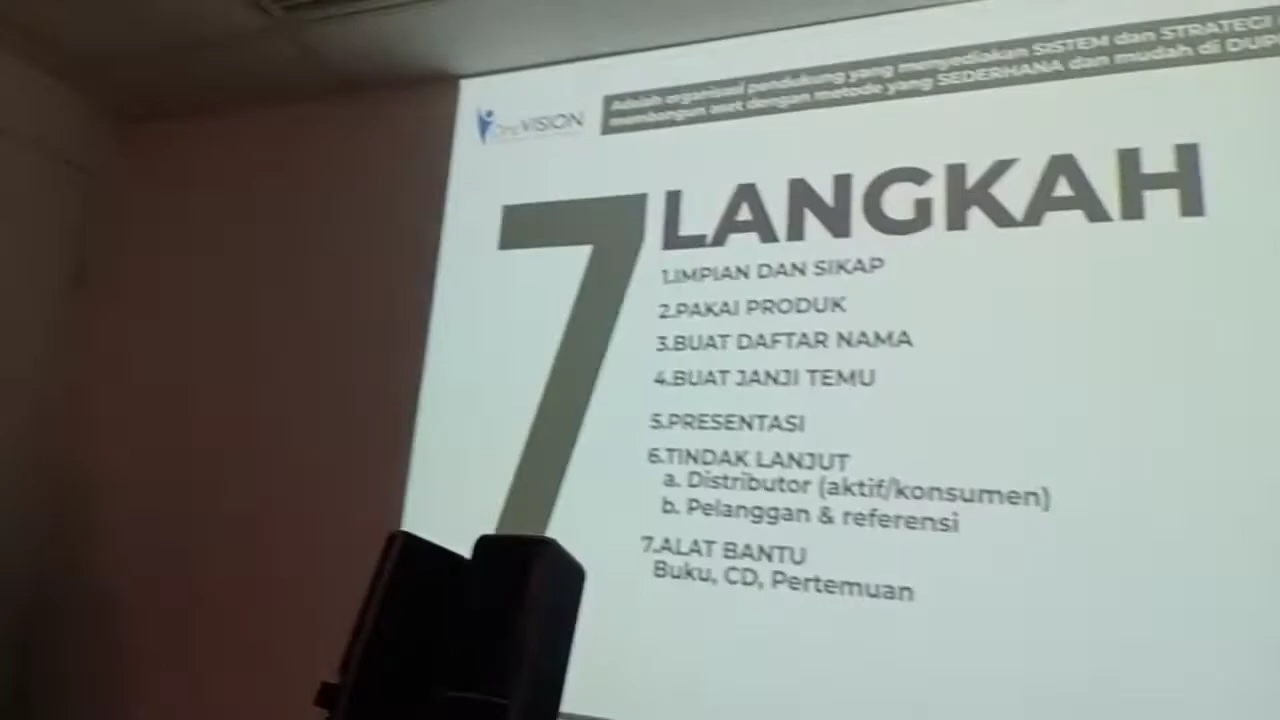 OneVISION
Adalah organisasi pendukung yang menyediakan SISTEM dan STRATEGI
membangun aset dengan metode yang SEDERHANA dan mudah di
7 LANGKAH
1.IMPIAN DAN SIKAP
2.PAKAI PRODUK
3.BUAT DAFTAR NAMA
4.BUAT JANJI TEMU
5.PRESENTASI
6.TINDAK LANJUT
a. Distributor (aktif/konsumen)
b. Pelanggan & referensi
7.ALAT BANTU
Buku, CD, Pertemuan